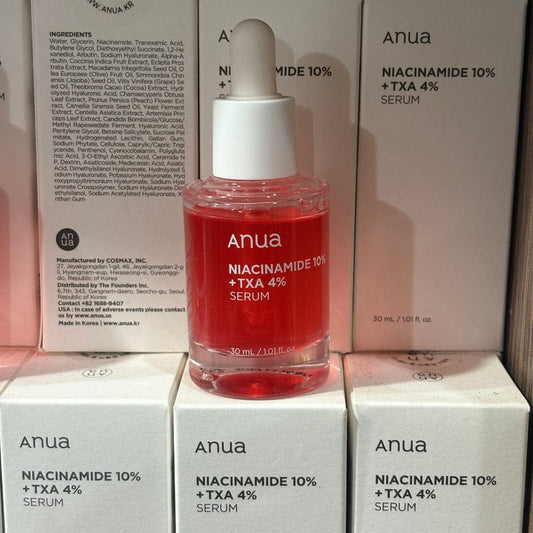 WWW.ANUA.KR
INGREDIENTS
Water, Glycerin, Niacinamide, Tranexamic Acid,
Butylene Glycol, Diethoxyethyl Succinate, 1,2-He
xanediol, Arbutin, Sodium Hyaluronate, Alpha-Ar
butin, Coccinia Indica Fruit Extract, Eclipta Pros
trata Extract, Macadamia Integrifolia Seed Oil, O
lea Europaea (Olive) Fruit Oil, Simmondsia Chin
ensis (Jojoba) Seed Oil, Vitis Vinifera (Grape) Se
ed Oil, Theobroma Cacao (Cocoa) Extract, Hydr
olyzed Hyaluronic Acid, Chamaecyparis Obtusa
Leaf Extract, Prunus Persica (Peach) Flower Ext
ract, Camellia Sinensis Seed Oil, Yeast Ferment
Extract, Centella Asiatica Extract, Artemisia Prin
ceps Leaf Extract, Candida Bombicola/Glucose/
Methyl Rapeseedate Ferment, Hyaluronic Acid,
Pentylene Glycol, Betaine Salicylate, Sucrose Pal
mitate, Hydrogenated Lecithin, Gellan Gum,
Sodium Phytate, Cellulose, Caprylic/Capric Trigl
yceride, Panthenol, Cyanocobalamin, Polygluta
mic Acid, 3-O-Ethyl Ascorbic Acid, Ceramide N
P, Dextrin, Asiaticoside, Madecassic Acid, Asiatic
Acid, Dimethylsilanol Hyaluronate, Hydrolyzed S
odium Hyaluronate, Potassium Hyaluronate, Hyd
roxypropyltrimonium Hyaluronate, Sodium Hyal
uronate Crosspolymer, Sodium Hyaluronate Dim
ethylsilanol, Sodium Acetylated Hyaluronate, Xa
nthan Gum
an
ua
Manufactured by COSMAX, INC.
27, Jeyakgongdan 1-gil, 46, Jeyakgongdan 2-g
il, Hyangnam-eup, Hwaseong-si, Gyeonggi-
do, Republic of Korea
Distributed by The Founders Inc.
6,7th, 343, Gangnam-daero, Seocho-gu, Seoul,
Republic of Korea
Contact +82 1688-9407
USA : In case of adverse events please contact
us by www.anua.us
Made in Korea | www.anua.kr
NIACINAMIDE 10%
+ TXA 4%
SERUM
Anua
NIACINAMIDE 10%
+ TXA 4%
SERUM
30 mL / 1.01 fl. oz.
Anua
NIACINAMIDE 10%
+ TXA 4%
SERUM
30 mL / 1.01 fl. oz.
Anua
NIACINAMIDE 10%
+ TXA 4%
SERUM
Anua
NIACINAMIDE 10%
+ TXA 4%
SERUM
Anua
NIACINAMIDE 10%
+ TXA 4%
SERUM